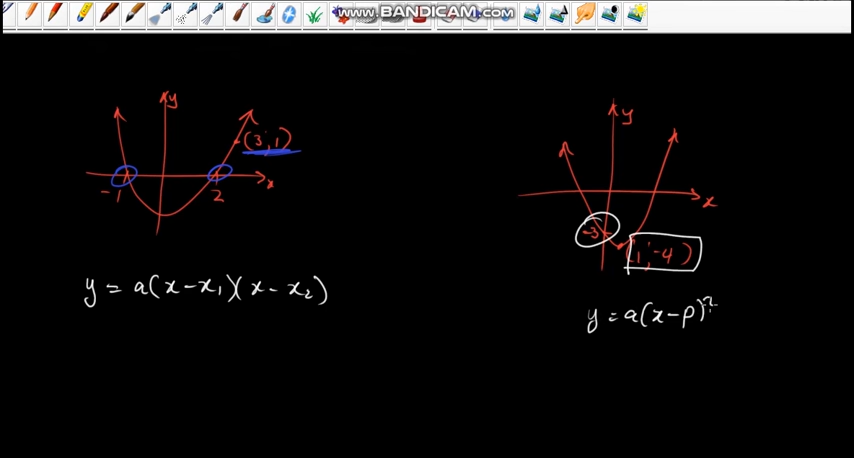 www.BANDICAM.com
y
(3;1)
-1
2
x
y = a(x-x₁)(x-x₂)
y
x
-3
(1;-4)
y = a(x-p)²